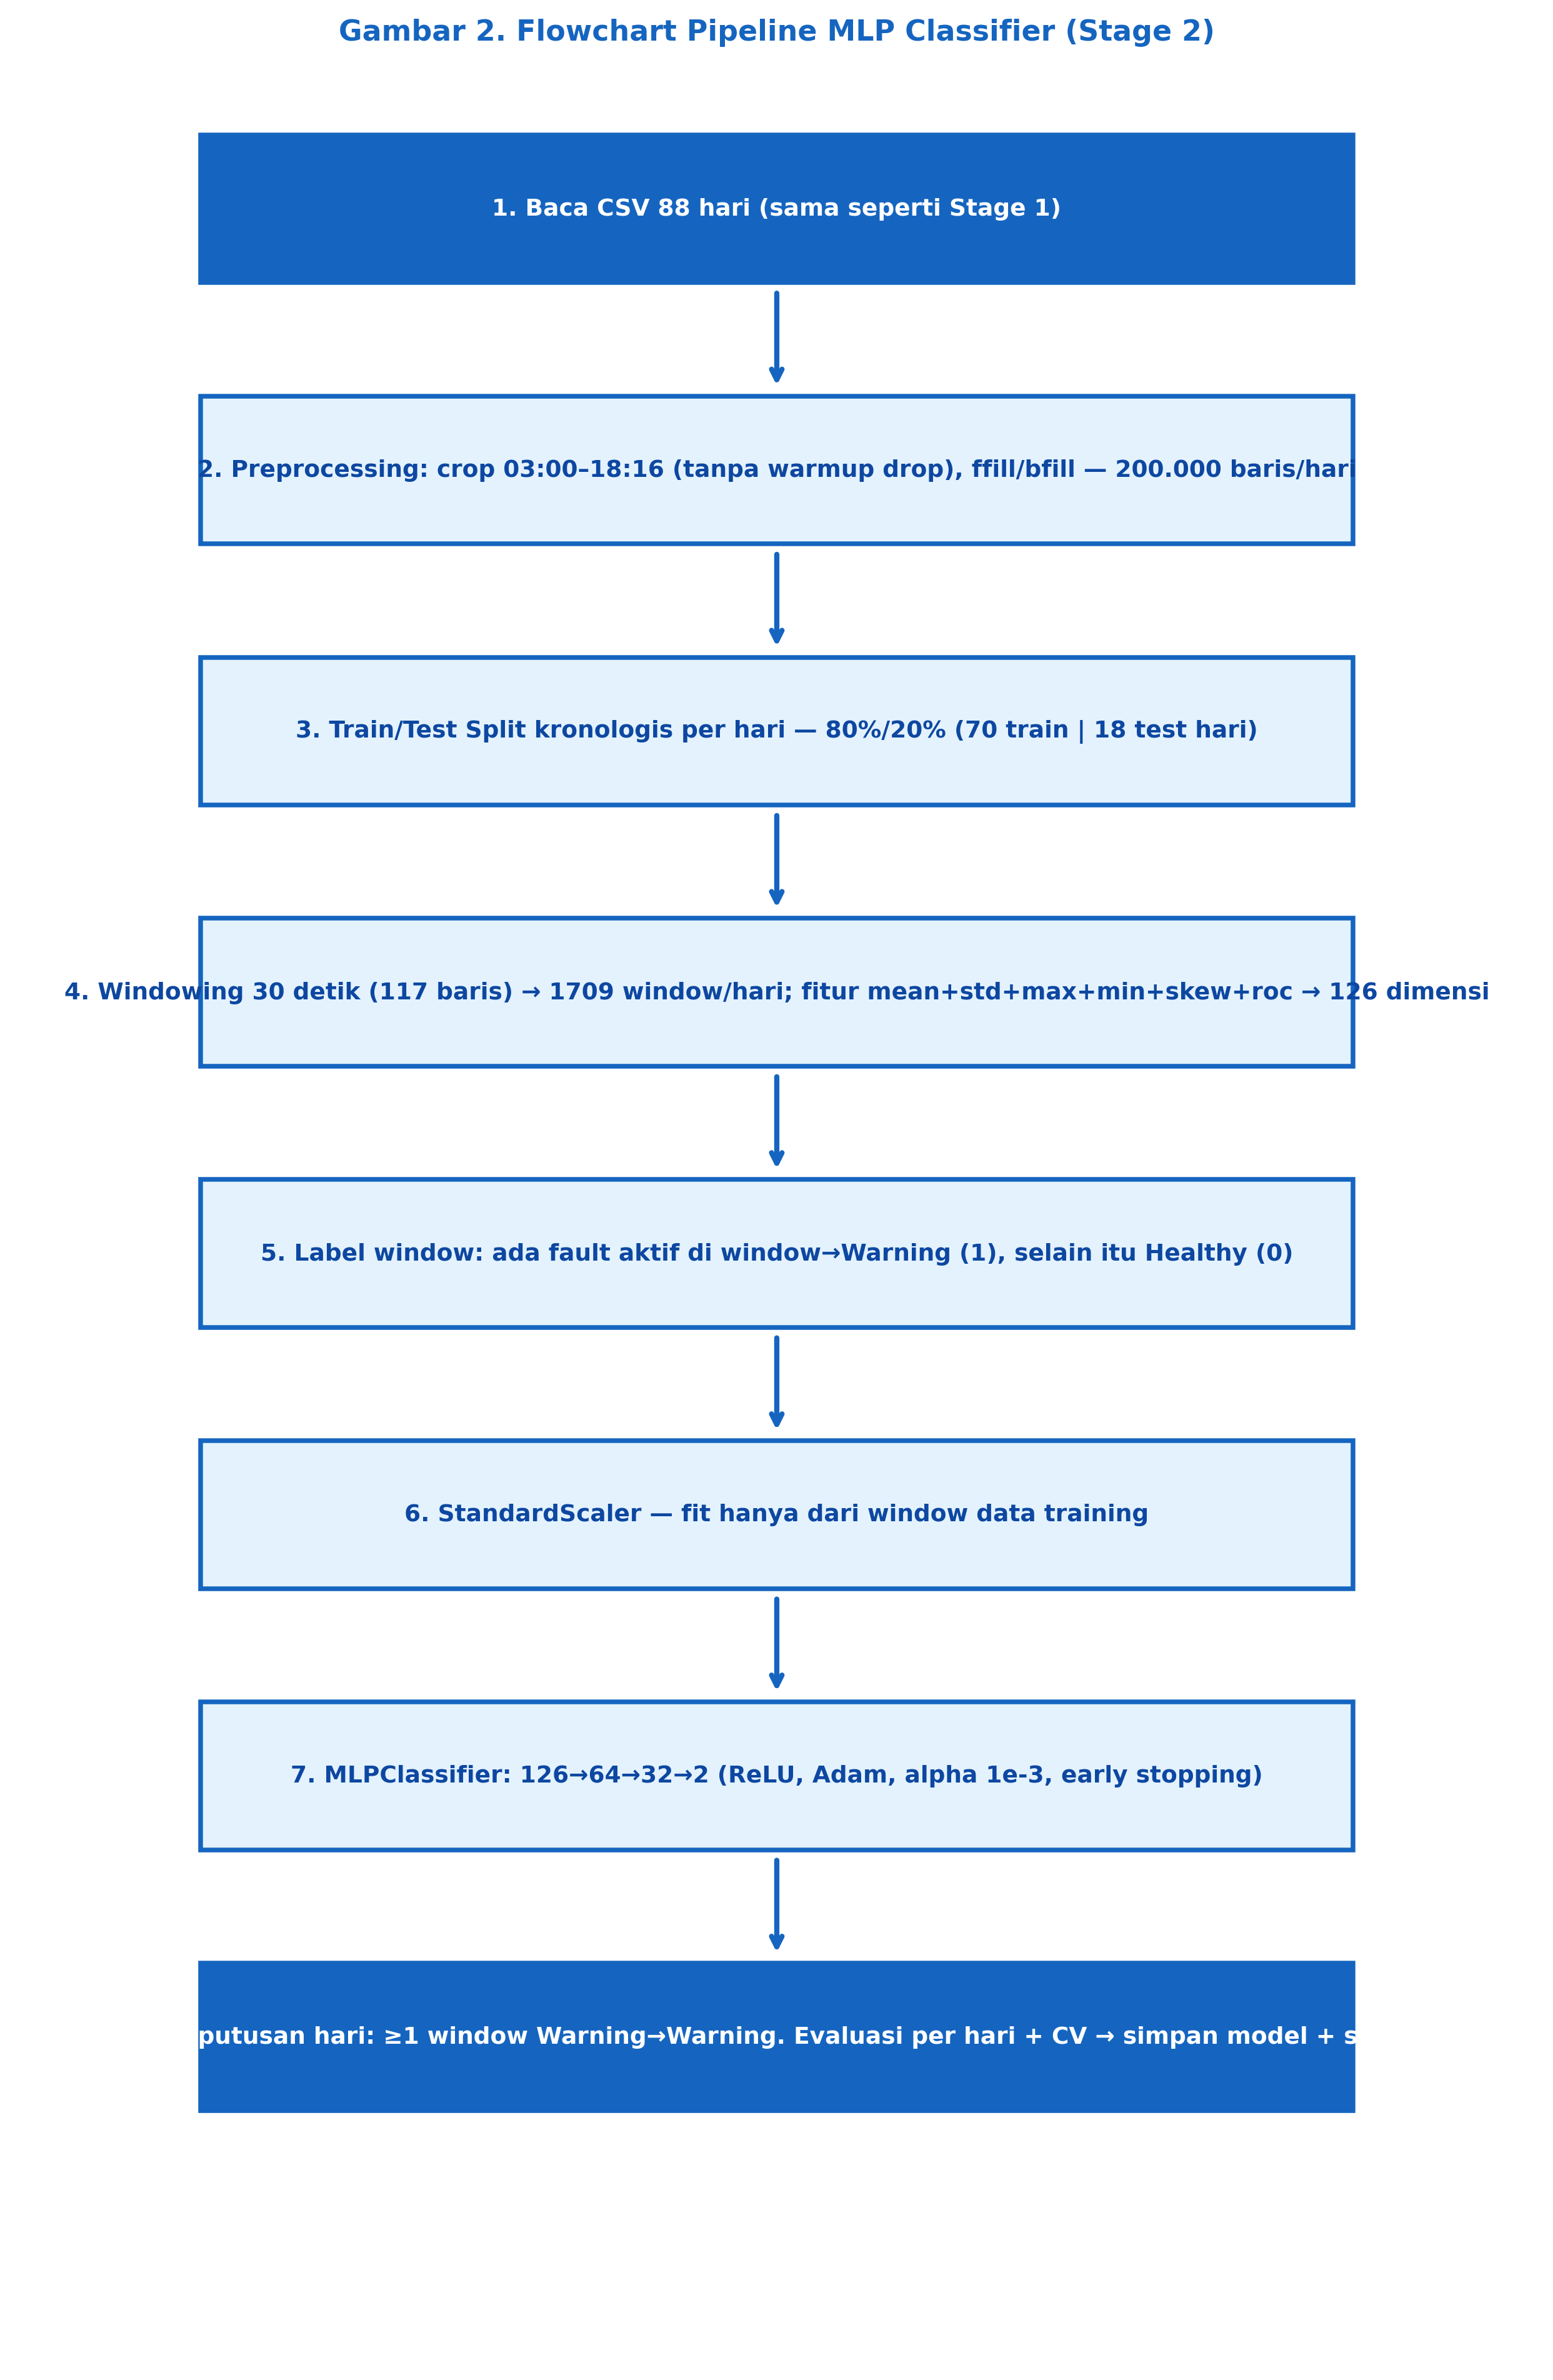 Gambar 2. Flowchart Pipeline MLP Classifier (Stage 2)
1. Baca CSV 88 hari (sama seperti Stage 1)
2. Preprocessing: crop 03:00–18:16 (tanpa warmup drop), ffill/bfill — 200.000 baris/hari
3. Train/Test Split kronologis per hari — 80%/20% (70 train | 18 test hari)
4. Windowing 30 detik (117 baris) → 1709 window/hari; fitur mean+std+max+min+skew+roc → 126 dimensi
5. Label window: ada fault aktif di window→Warning (1), selain itu Healthy (0)
6. StandardScaler — fit hanya dari window data training
7. MLPClassifier: 126→64→32→2 (ReLU, Adam, alpha 1e-3, early stopping)
putusan hari: ≥1 window Warning→Warning. Evaluasi per hari + CV → simpan model + s